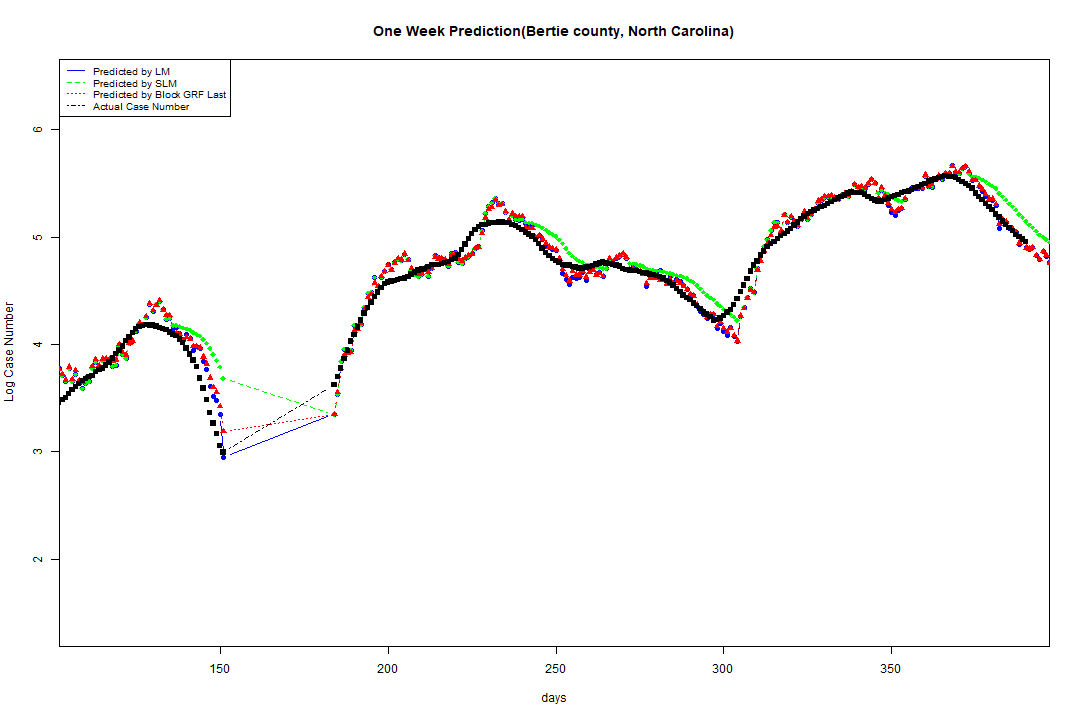 One Week Prediction(Bertie county, North Carolina)
Predicted by LM
Predicted by SLM
Predicted by Block GRF Last
Actual Case Number
Log Case Number
6
5
4
3
2
150 200 250 300 350
days